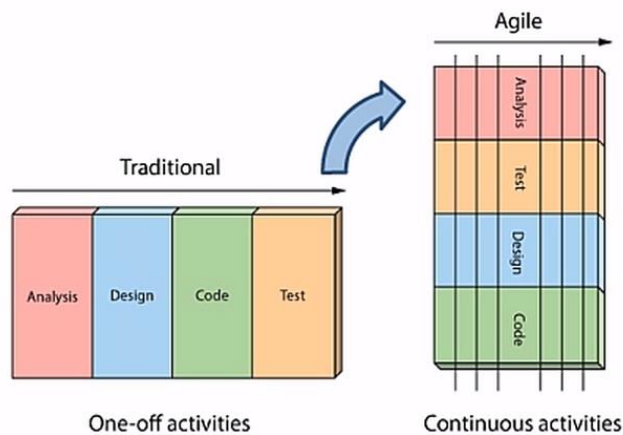 Agile
Traditional
Analysis
Design
Code
Test
Analysis
Test
Design
Code
One-off activities
Continuous activities